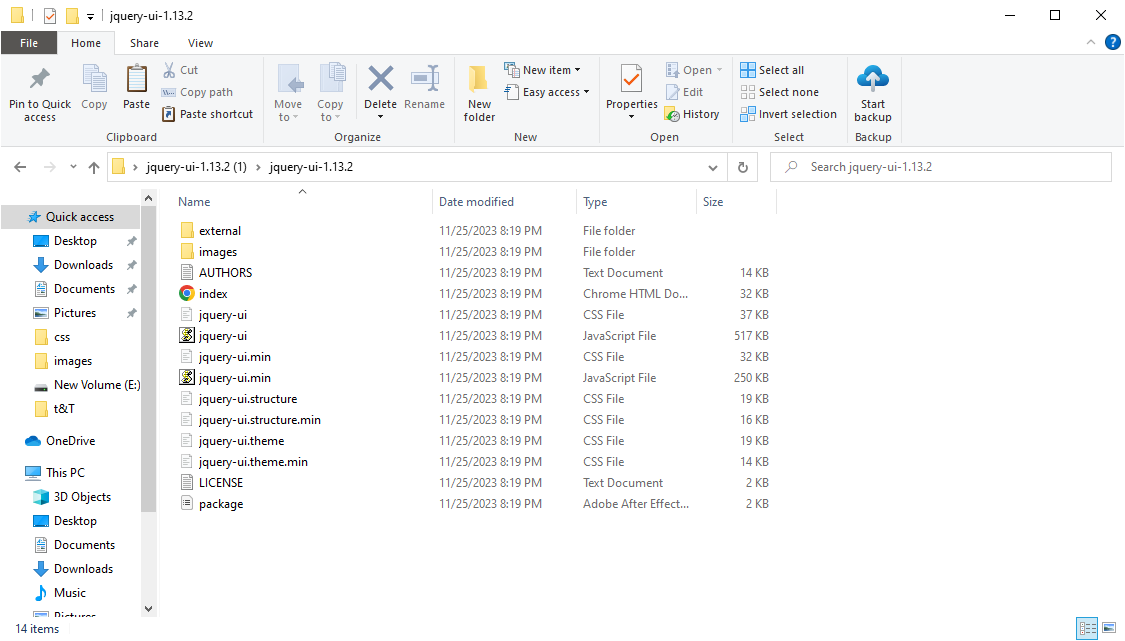 jquery-ui-1.13.2
File Home Share View
Pin to Quick access
Copy
Paste
Cut
Copy path
Paste shortcut
Clipboard
Move to
Copy to
Delete
Rename
Organize
New folder
New item
Easy access
New
Properties
Open
Edit
History
Open
Select all
Select none
Invert selection
Select
Start backup
Backup
jquery-ui-1.13.2 (1) jquery-ui-1.13.2
Search jquery-ui-1.13.2
Quick access
Desktop
Downloads
Documents
Pictures
css
images
New Volume (E:)
t&T
OneDrive
This PC
3D Objects
Desktop
Documents
Downloads
Music
Pictures
Name Date modified Type Size
external 11/25/2023 8:19 PM File folder
images 11/25/2023 8:19 PM File folder
AUTHORS 11/25/2023 8:19 PM Text Document 14 KB
index 11/25/2023 8:19 PM Chrome HTML Do... 32 KB
jquery-ui 11/25/2023 8:19 PM CSS File 37 KB
jquery-ui 11/25/2023 8:19 PM JavaScript File 517 KB
jquery-ui.min 11/25/2023 8:19 PM CSS File 32 KB
jquery-ui.min 11/25/2023 8:19 PM JavaScript File 250 KB
jquery-ui.structure 11/25/2023 8:19 PM CSS File 19 KB
jquery-ui.structure.min 11/25/2023 8:19 PM CSS File 16 KB
jquery-ui.theme 11/25/2023 8:19 PM CSS File 19 KB
jquery-ui.theme.min 11/25/2023 8:19 PM CSS File 14 KB
LICENSE 11/25/2023 8:19 PM Text Document 2 KB
package 11/25/2023 8:19 PM Adobe After Effect... 2 KB
14 items